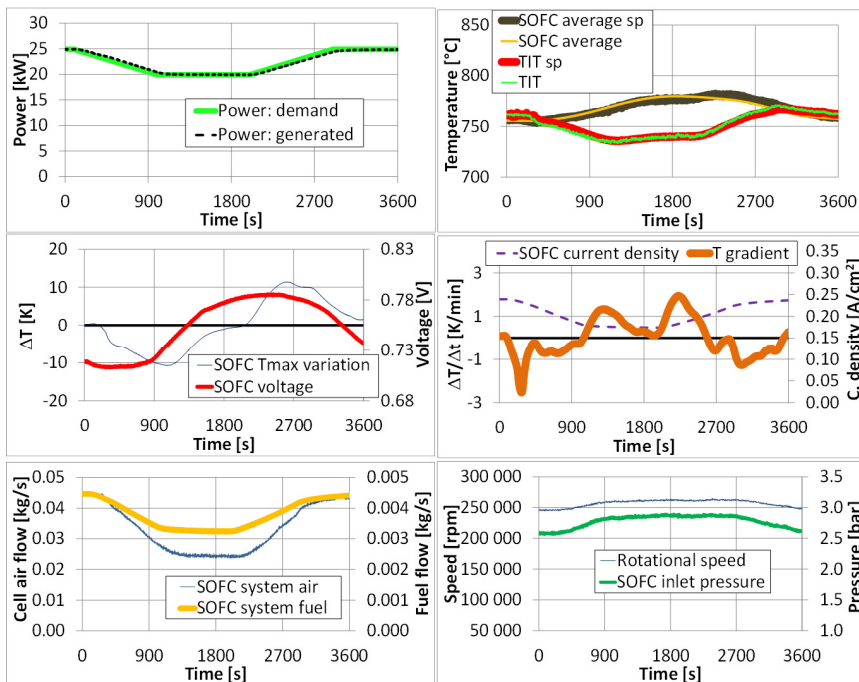 30
25
20
15
10
5
0
Power [kW]
Power: demand
Power: generated
0 900 1800 2700 3600
Time [s]
800
750
700
Temperature [°C]
SOFC average sp
SOFC average
TIT sp
TIT
0 900 1800 2700 3600
Time [s]
20
10
0
-10
-20
ΔT [K]
0.83
0.78
0.73
0.68
Voltage [V]
SOFC Tmax variation
SOFC voltage
0 900 1800 2700 3600
Time [s]
SOFC current density
T gradient
3
1
-1
-3
ΔT/Δt [K/min]
0.35
0.30
0.25
0.20
0.15
0.10
0.05
0.00
C. density [A/cm²]
0 900 1800 2700 3600
Time [s]
0.05
0.04
0.03
0.02
0.01
0.00
Cell air flow [kg/s]
0.005
0.004
0.003
0.002
0.001
0.000
Fuel flow [kg/s]
SOFC system air
SOFC system fuel
0 900 1800 2700 3600
Time [s]
300 000
250 000
200 000
150 000
100 000
50 000
Speed [rpm]
3.5
3.0
2.5
2.0
1.5
1.0
Pressure [bar]
Rotational speed
SOFC inlet pressure
0 900 1800 2700 3600
Time [s]